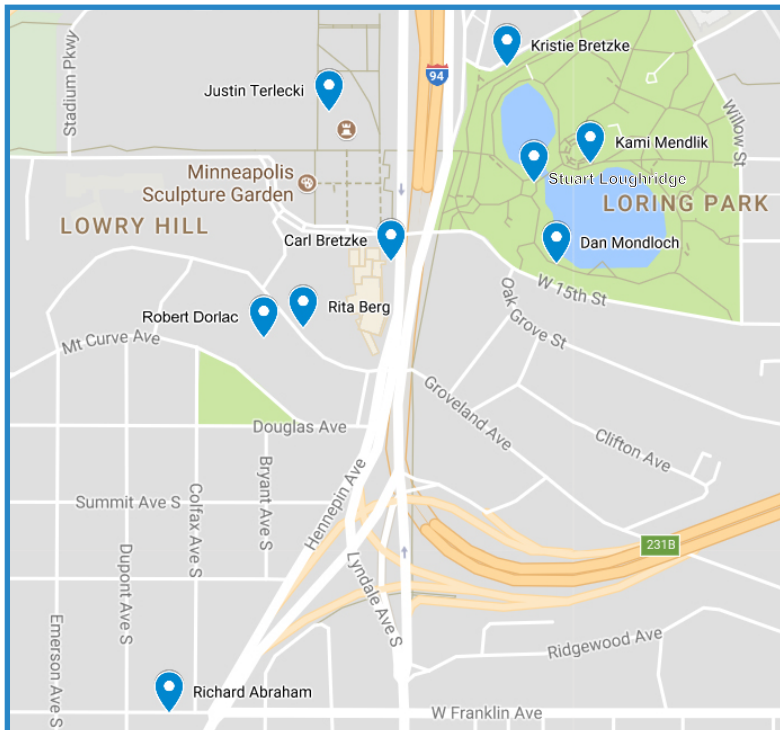 Stadium Pkwy
Justin Terlecki
94
Kristie Bretzke
Willow St
Kami Mendlik
Stuart Loughridge
Minneapolis
Sculpture Garden
LOWRY HILL
LORING PARK
Carl Bretzke
Dan Mondloch
W 15th St
Oak Grove St
Robert Dorlac
Rita Berg
Mt Curve Ave
Groveland Ave
Douglas Ave
Clifton Ave
Hennepin Ave
Bryant Ave S
Colfax Ave S
Summit Ave S
Dupont Ave S
231B
Lyndale Ave S
Emerson Ave S
Ridgewood Ave
Richard Abraham
W Franklin Ave